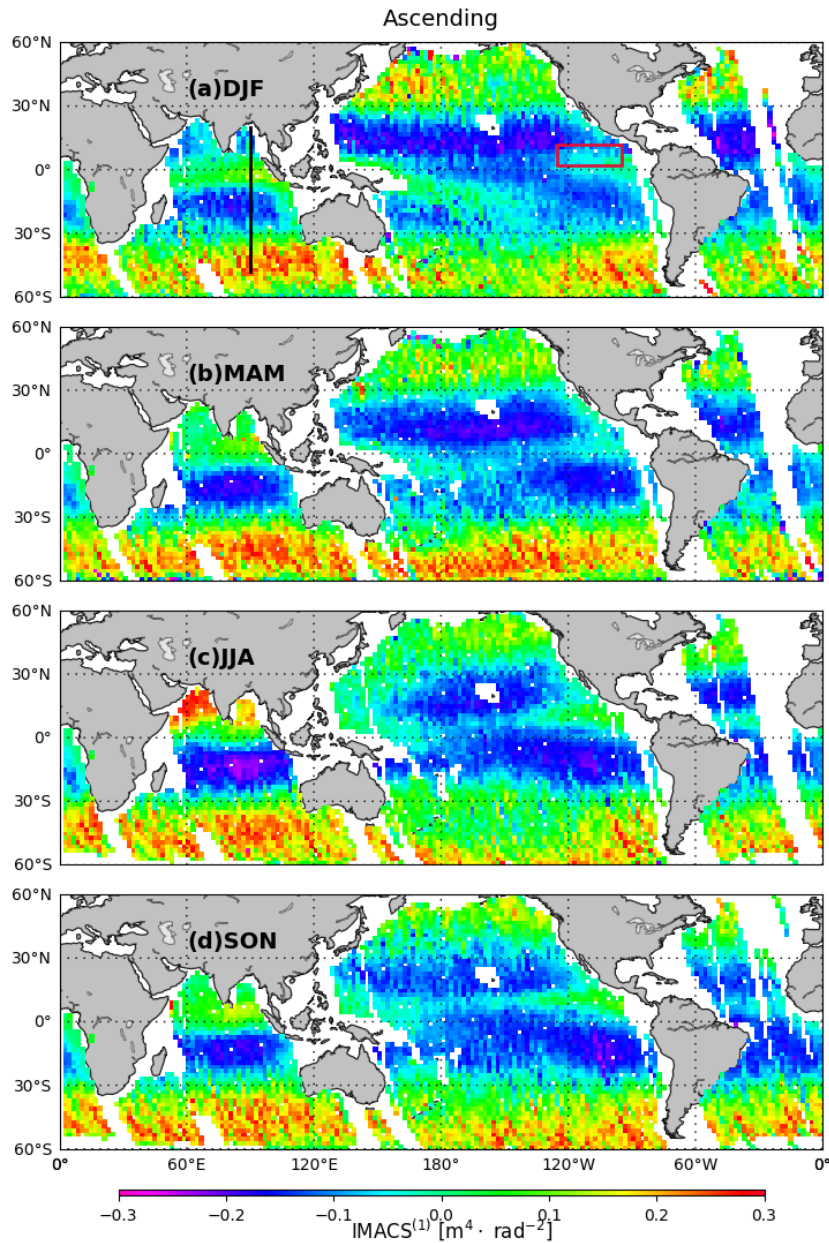 Ascending
60°N
30°N
0°
30°S
60°S
(a)DJF
60°N
30°N
0°
30°S
60°S
(b)MAM
60°N
30°N
0°
30°S
60°S
(c)JJA
60°N
30°N
0°
30°S
60°S
(d)SON
0° 60°E 120°E 180° 120°W 60°W 0°
−0.3 −0.2 −0.1 0.0 0.1 0.2 0.3
IMACS⁽¹⁾ [m⁴· rad⁻²]